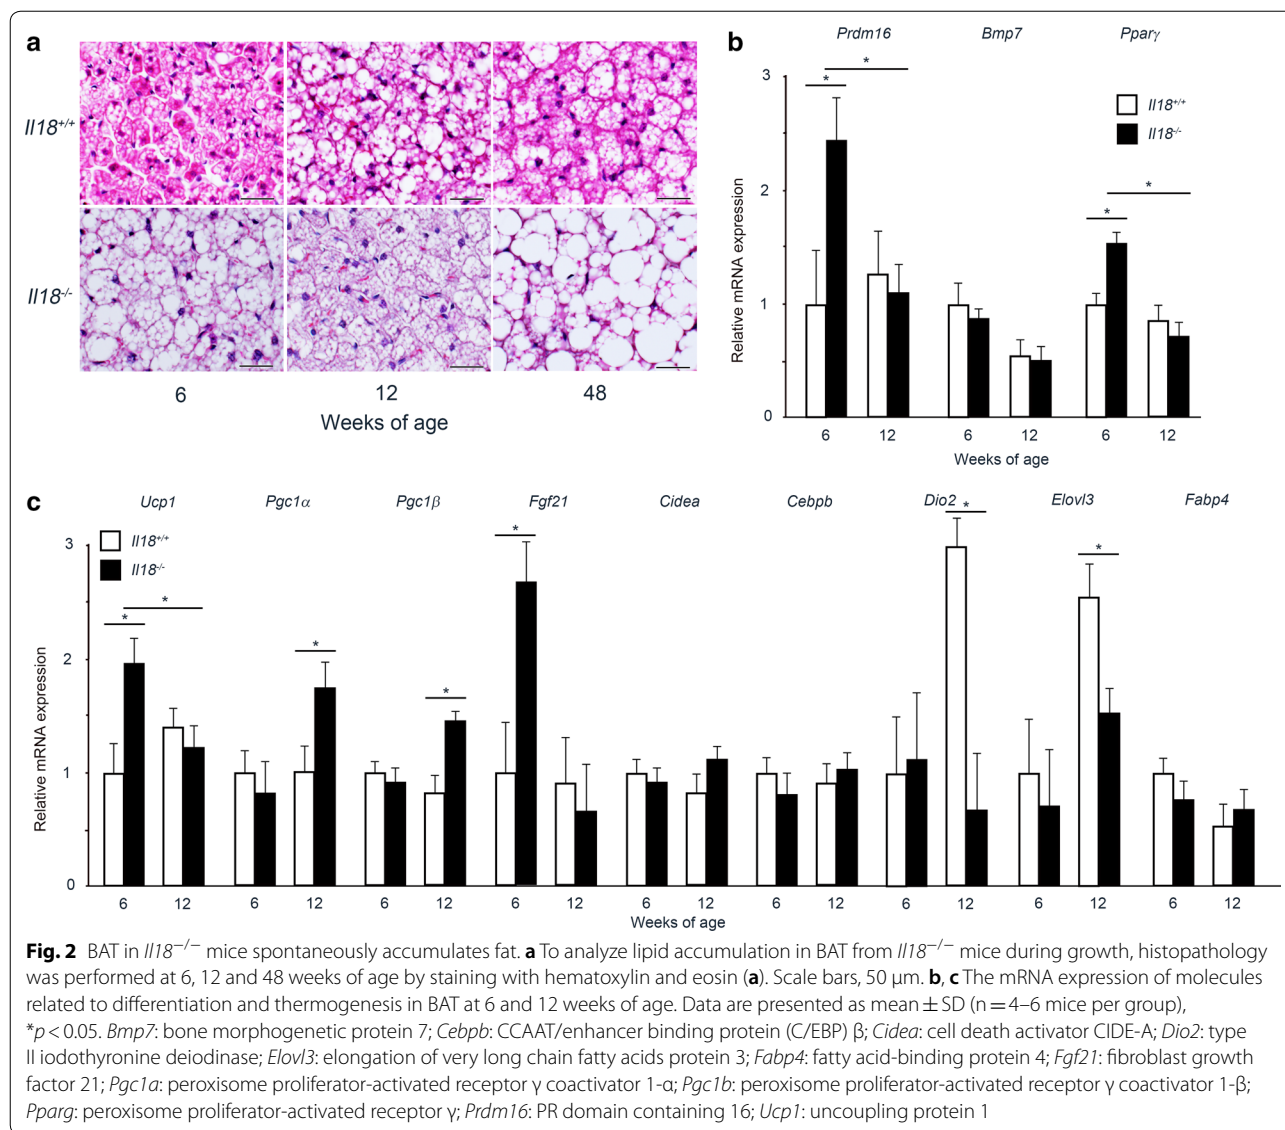 a
Il18+/+
Il18-/-
6 12 48
Weeks of age
b
Prdm16 Bmp7 Pparγ
Il18+/+
Il18-/-
Relative mRNA expression
3
2
1
0
* * * *
6 12 6 12 6 12
Weeks of age
c
Ucp1 Pgc1α Pgc1β Fgf21 Cidea Cebpb Dio2 Elovl3 Fabp4
Il18+/+
Il18-/-
Relative mRNA expression
3
2
1
0
* * * * * * *
6 12 6 12 6 12 6 12 6 12 6 12 6 12 6 12 6 12
Weeks of age
Fig. 2 BAT in Il18−/− mice spontaneously accumulates fat. a To analyze lipid accumulation in BAT from Il18−/− mice during growth, histopathology
was performed at 6, 12 and 48 weeks of age by staining with hematoxylin and eosin (a). Scale bars, 50 μm. b, c The mRNA expression of molecules
related to differentiation and thermogenesis in BAT at 6 and 12 weeks of age. Data are presented as mean ± SD (n = 4–6 mice per group),
*p < 0.05. Bmp7: bone morphogenetic protein 7; Cebpb: CCAAT/enhancer binding protein (C/EBP) β; Cidea: cell death activator CIDE-A; Dio2: type
II iodothyronine deiodinase; Elovl3: elongation of very long chain fatty acids protein 3; Fabp4: fatty acid-binding protein 4; Fgf21: fibroblast growth
factor 21; Pgc1a: peroxisome proliferator-activated receptor γ coactivator 1-α; Pgc1b: peroxisome proliferator-activated receptor γ coactivator 1-β;
Pparg: peroxisome proliferator-activated receptor γ; Prdm16: PR domain containing 16; Ucp1: uncoupling protein 1